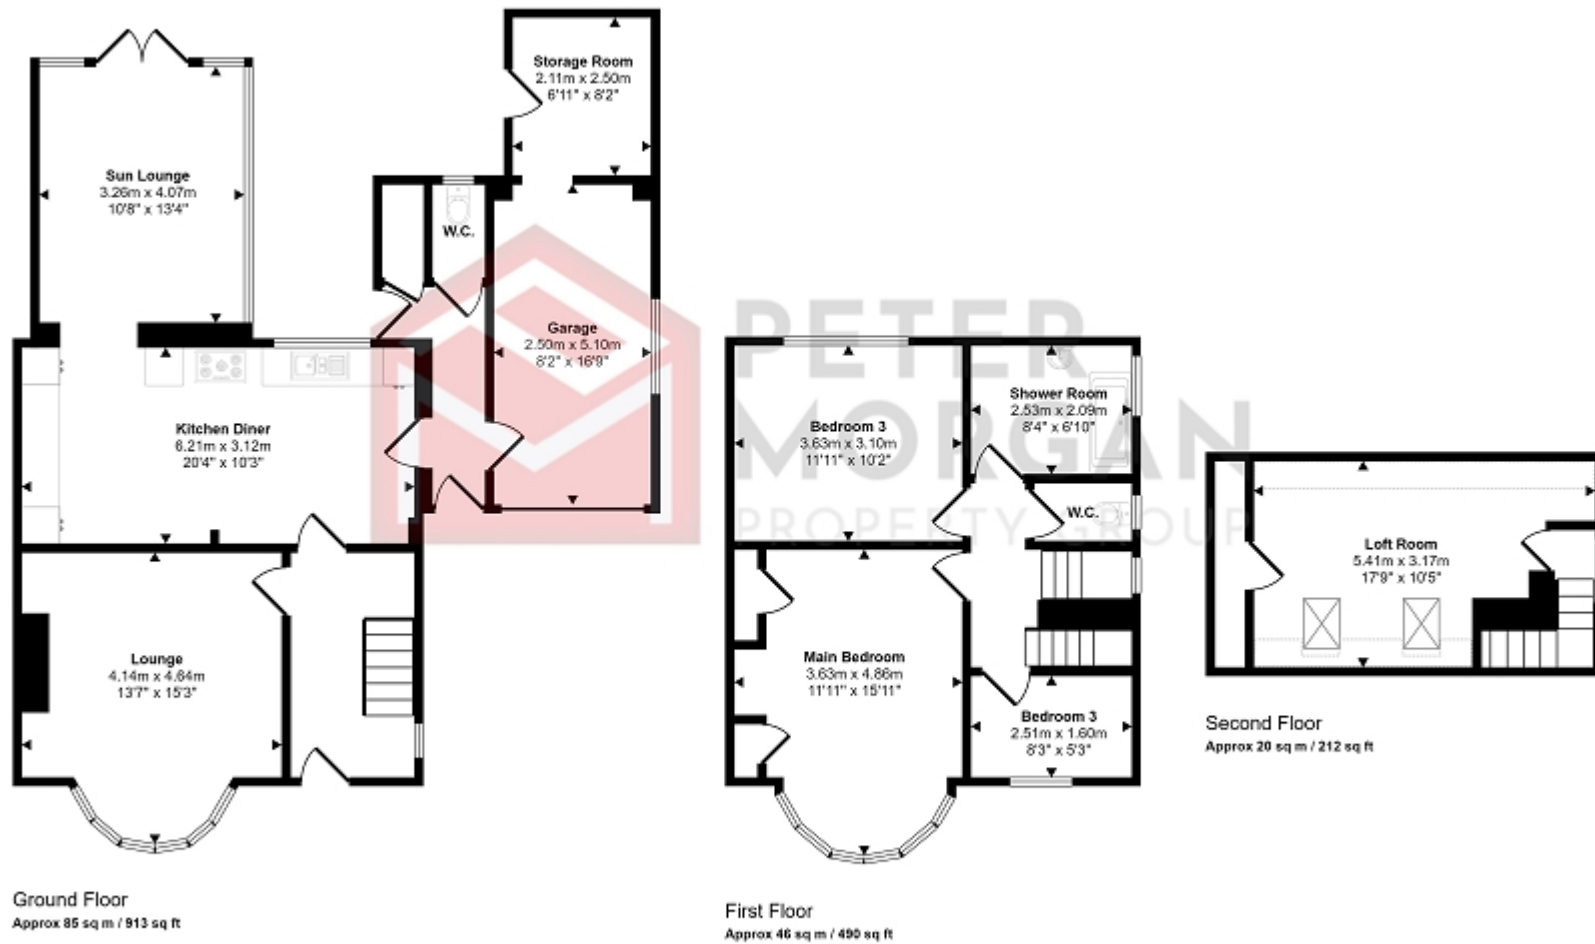 Storage Room
2.11m x 2.50m
6'11" x 8'2"
Sun Lounge
3.26m x 4.07m
10'8" x 13'4"
W.C.
Garage
2.50m x 5.10m
8'2" x 16'9"
Kitchen Diner
6.21m x 3.12m
20'4" x 10'3"
Lounge
4.14m x 4.64m
13'7" x 15'3"
Ground Floor
Approx 85 sq m / 913 sq ft
PETER
MORGAN
PROPERTY GROUP
Bedroom 3
3.63m x 3.10m
11'11" x 10'2"
Shower Room
2.53m x 2.09m
8'4" x 6'10"
W.C.
Main Bedroom
3.63m x 4.86m
11'11" x 15'11"
Bedroom 3
2.51m x 1.60m
8'3" x 5'3"
First Floor
Approx 46 sq m / 490 sq ft
Loft Room
5.41m x 3.17m
17'9" x 10'5"
Second Floor
Approx 20 sq m / 212 sq ft